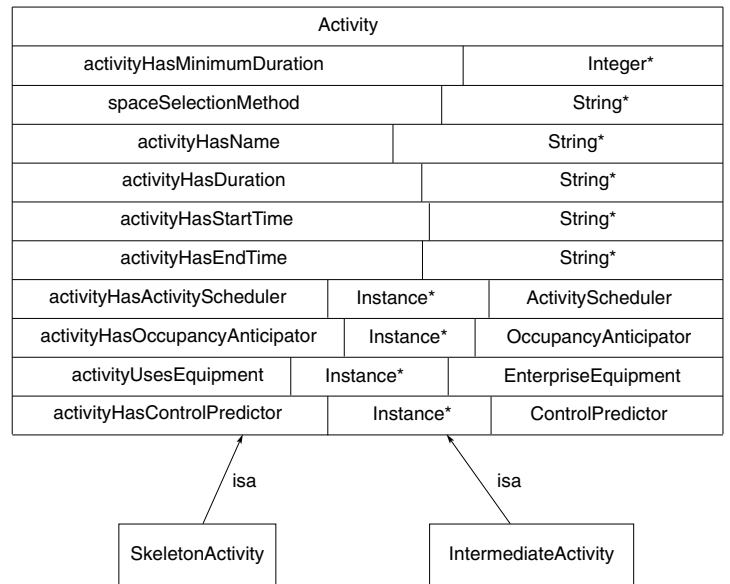 Activity
activityHasMinimumDuration Integer*
spaceSelectionMethod String*
activityHasName String*
activityHasDuration String*
activityHasStartTime String*
activityHasEndTime String*
activityHasActivityScheduler Instance* ActivityScheduler
activityHasOccupancyAnticipator Instance* OccupancyAnticipator
activityUsesEquipment Instance* EnterpriseEquipment
activityHasControlPredictor Instance* ControlPredictor
isa isa
SkeletonActivity IntermediateActivity